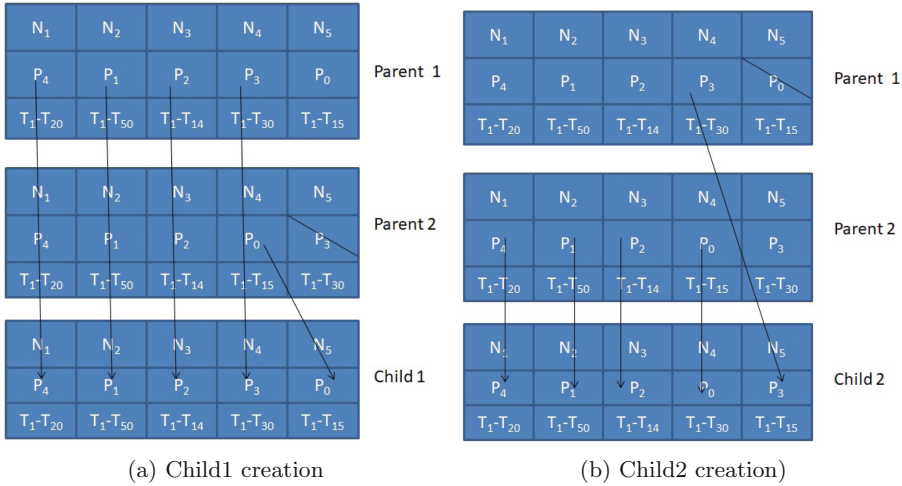 N₁ N₂ N₃ N₄ N₅
P₄ P₁ P₂ P₃ P₀
Parent 1
T₁-T₂₀ T₁-T₅₀ T₁-T₁₄ T₁-T₃₀ T₁-T₁₅
N₁ N₂ N₃ N₄ N₅
P₄ P₁ P₂ P₀ P₃
Parent 2
T₁-T₂₀ T₁-T₅₀ T₁-T₁₄ T₁-T₁₅ T₁-T₃₀
N₁ N₂ N₃ N₄ N₅
P₄ P₁ P₂ P₃ P₀
Child 1
T₁-T₂₀ T₁-T₅₀ T₁-T₁₄ T₁-T₃₀ T₁-T₁₅
(a) Child1 creation
N₁ N₂ N₃ N₄ N₅
P₄ P₁ P₂ P₃ P₀
Parent 1
T₁-T₂₀ T₁-T₅₀ T₁-T₁₄ T₁-T₃₀ T₁-T₁₅
N₁ N₂ N₃ N₄ N₅
P₄ P₁ P₂ P₀ P₃
Parent 2
T₁-T₂₀ T₁-T₅₀ T₁-T₁₄ T₁-T₁₅ T₁-T₃₀
N₁ N₂ N₃ N₄ N₅
P₄ P₁ P₂ P₀ P₃
Child 2
T₁-T₂₀ T₁-T₅₀ T₁-T₁₄ T₁-T₃₀ T₁-T₁₅
(b) Child2 creation)